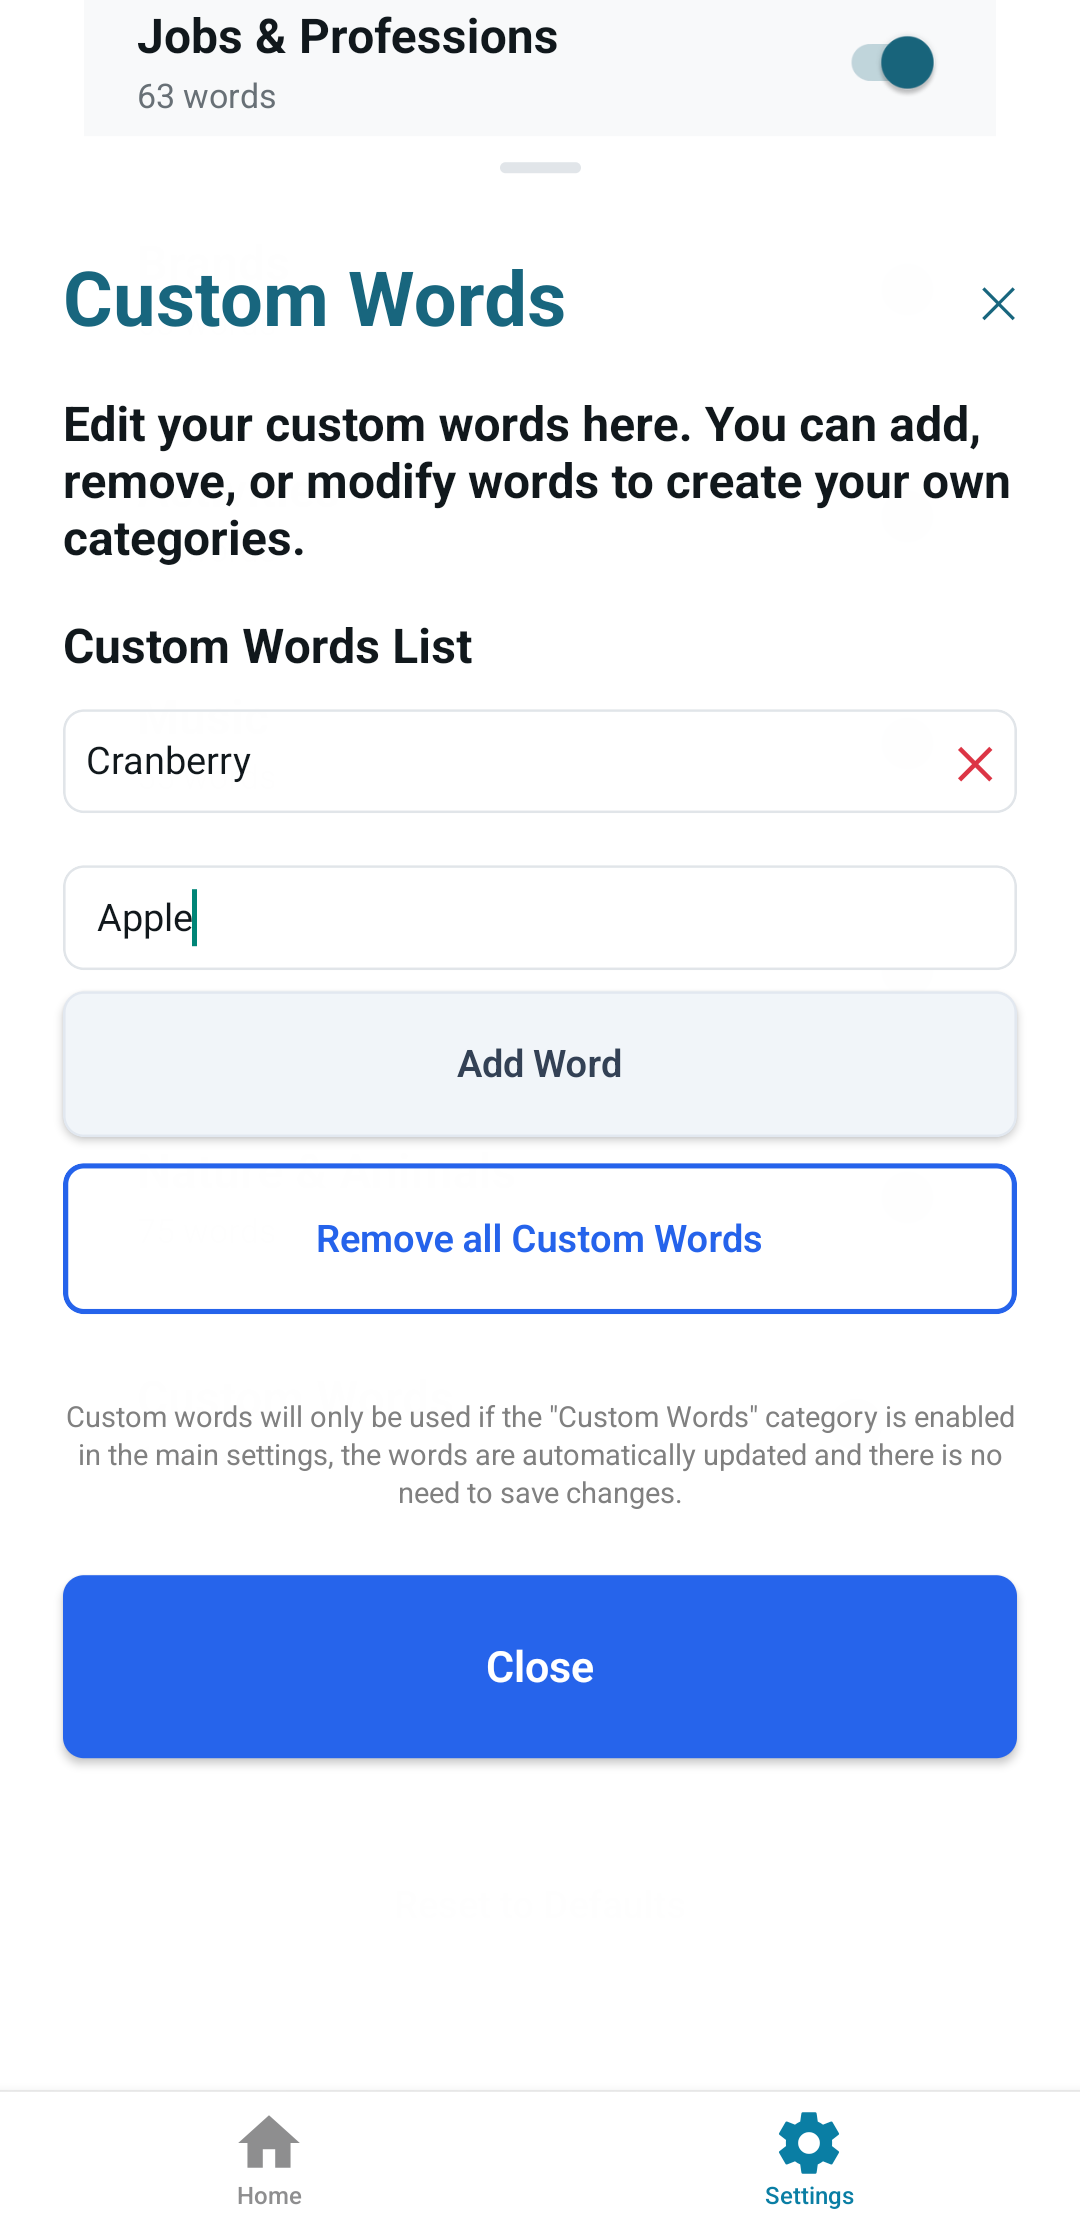 Jobs & Professions
63 words
Custom Words
Edit your custom words here. You can add,
remove, or modify words to create your own
categories.
Custom Words List
Cranberry
Apple
Add Word
Remove all Custom Words
Custom words will only be used if the "Custom Words" category is enabled
in the main settings, the words are automatically updated and there is no
need to save changes.
Close
Home
Settings